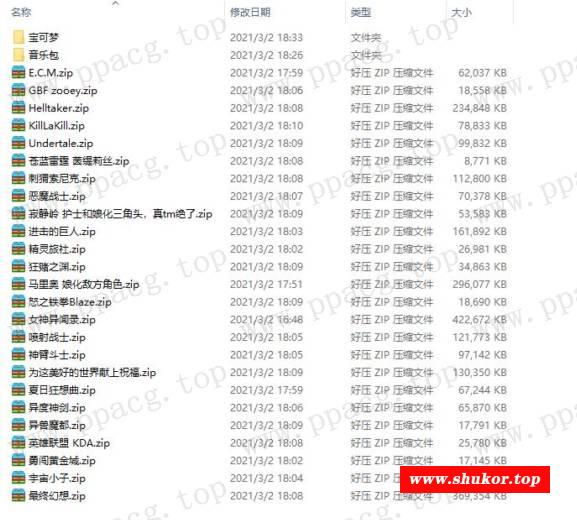 名称 修改日期 类型 大小
宝可梦 2021/3/2 18:33 文件夹
音乐包 2021/3/2 18:26 文件夹
E.C.M.zip 2021/3/2 17:59 好压 ZIP 压缩文件 62,037 KB
GBF zooey.zip 2021/3/2 18:06 好压 ZIP 压缩文件 18,558 KB
Helltaker.zip 2021/3/2 18:09 好压 ZIP 压缩文件 234,848 KB
KillLaKill.zip 2021/3/2 18:10 好压 ZIP 压缩文件 78,833 KB
Undertale.zip 2021/3/2 18:09 好压 ZIP 压缩文件 99,832 KB
苍蓝雷霆 茵缇莉丝.zip 2021/3/2 18:06 好压 ZIP 压缩文件 8,771 KB
刺猬索尼克.zip 2021/3/2 18:06 好压 ZIP 压缩文件 112,800 KB
恶魔战士.zip 2021/3/2 18:07 好压 ZIP 压缩文件 70,378 KB
寂静岭 护士和娘化三角头，真tm绝了.zip 2021/3/2 18:09 好压 ZIP 压缩文件 53,583 KB
进击的巨人.zip 2021/3/2 18:03 好压 ZIP 压缩文件 161,892 KB
精灵旅社.zip 2021/3/2 18:02 好压 ZIP 压缩文件 26,981 KB
狂赌之渊.zip 2021/3/2 18:09 好压 ZIP 压缩文件 34,863 KB
马里奥 娘化敌方角色.zip 2021/3/2 17:51 好压 ZIP 压缩文件 296,077 KB
怒之铁拳Blaze.zip 2021/3/2 18:09 好压 ZIP 压缩文件 18,690 KB
女神异闻录.zip 2021/3/2 16:48 好压 ZIP 压缩文件 422,672 KB
喷射战士.zip 2021/3/2 18:05 好压 ZIP 压缩文件 121,773 KB
神臂斗士.zip 2021/3/2 18:05 好压 ZIP 压缩文件 97,142 KB
为这美好的世界献上祝福.zip 2021/3/2 18:09 好压 ZIP 压缩文件 130,350 KB
夏日狂想曲.zip 2021/3/2 17:59 好压 ZIP 压缩文件 67,244 KB
异度神剑.zip 2021/3/2 18:06 好压 ZIP 压缩文件 65,870 KB
异兽魔都.zip 2021/3/2 18:09 好压 ZIP 压缩文件 17,791 KB
英雄联盟 KDA.zip 2021/3/2 18:08 好压 ZIP 压缩文件 25,780 KB
勇闯黄金城.zip 2021/3/2 18:02 好压 ZIP 压缩文件 17,145 KB
宇宙小子.zip 2021/3/2 18:04 好压 ZIP
最终幻想.zip 2021/3/2 18:08 好压 ZIP 压缩文件 369,354 KB
www.shukor.top
www.ppacg.top